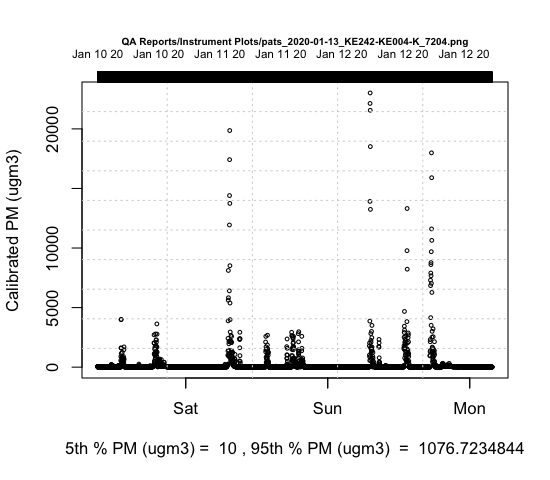 QA Reports/Instrument Plots/pats_2020-01-13_KE242-KE004-K_7204.png
Jan 10 20 Jan 10 20 Jan 11 20 Jan 11 20 Jan 12 20 Jan 12 20 Jan 12 20
Calibrated PM (ugm3)
20000
10000
5000
0
Sat Sun Mon
5th % PM (ugm3) = 10 , 95th % PM (ugm3) = 1076.7234844